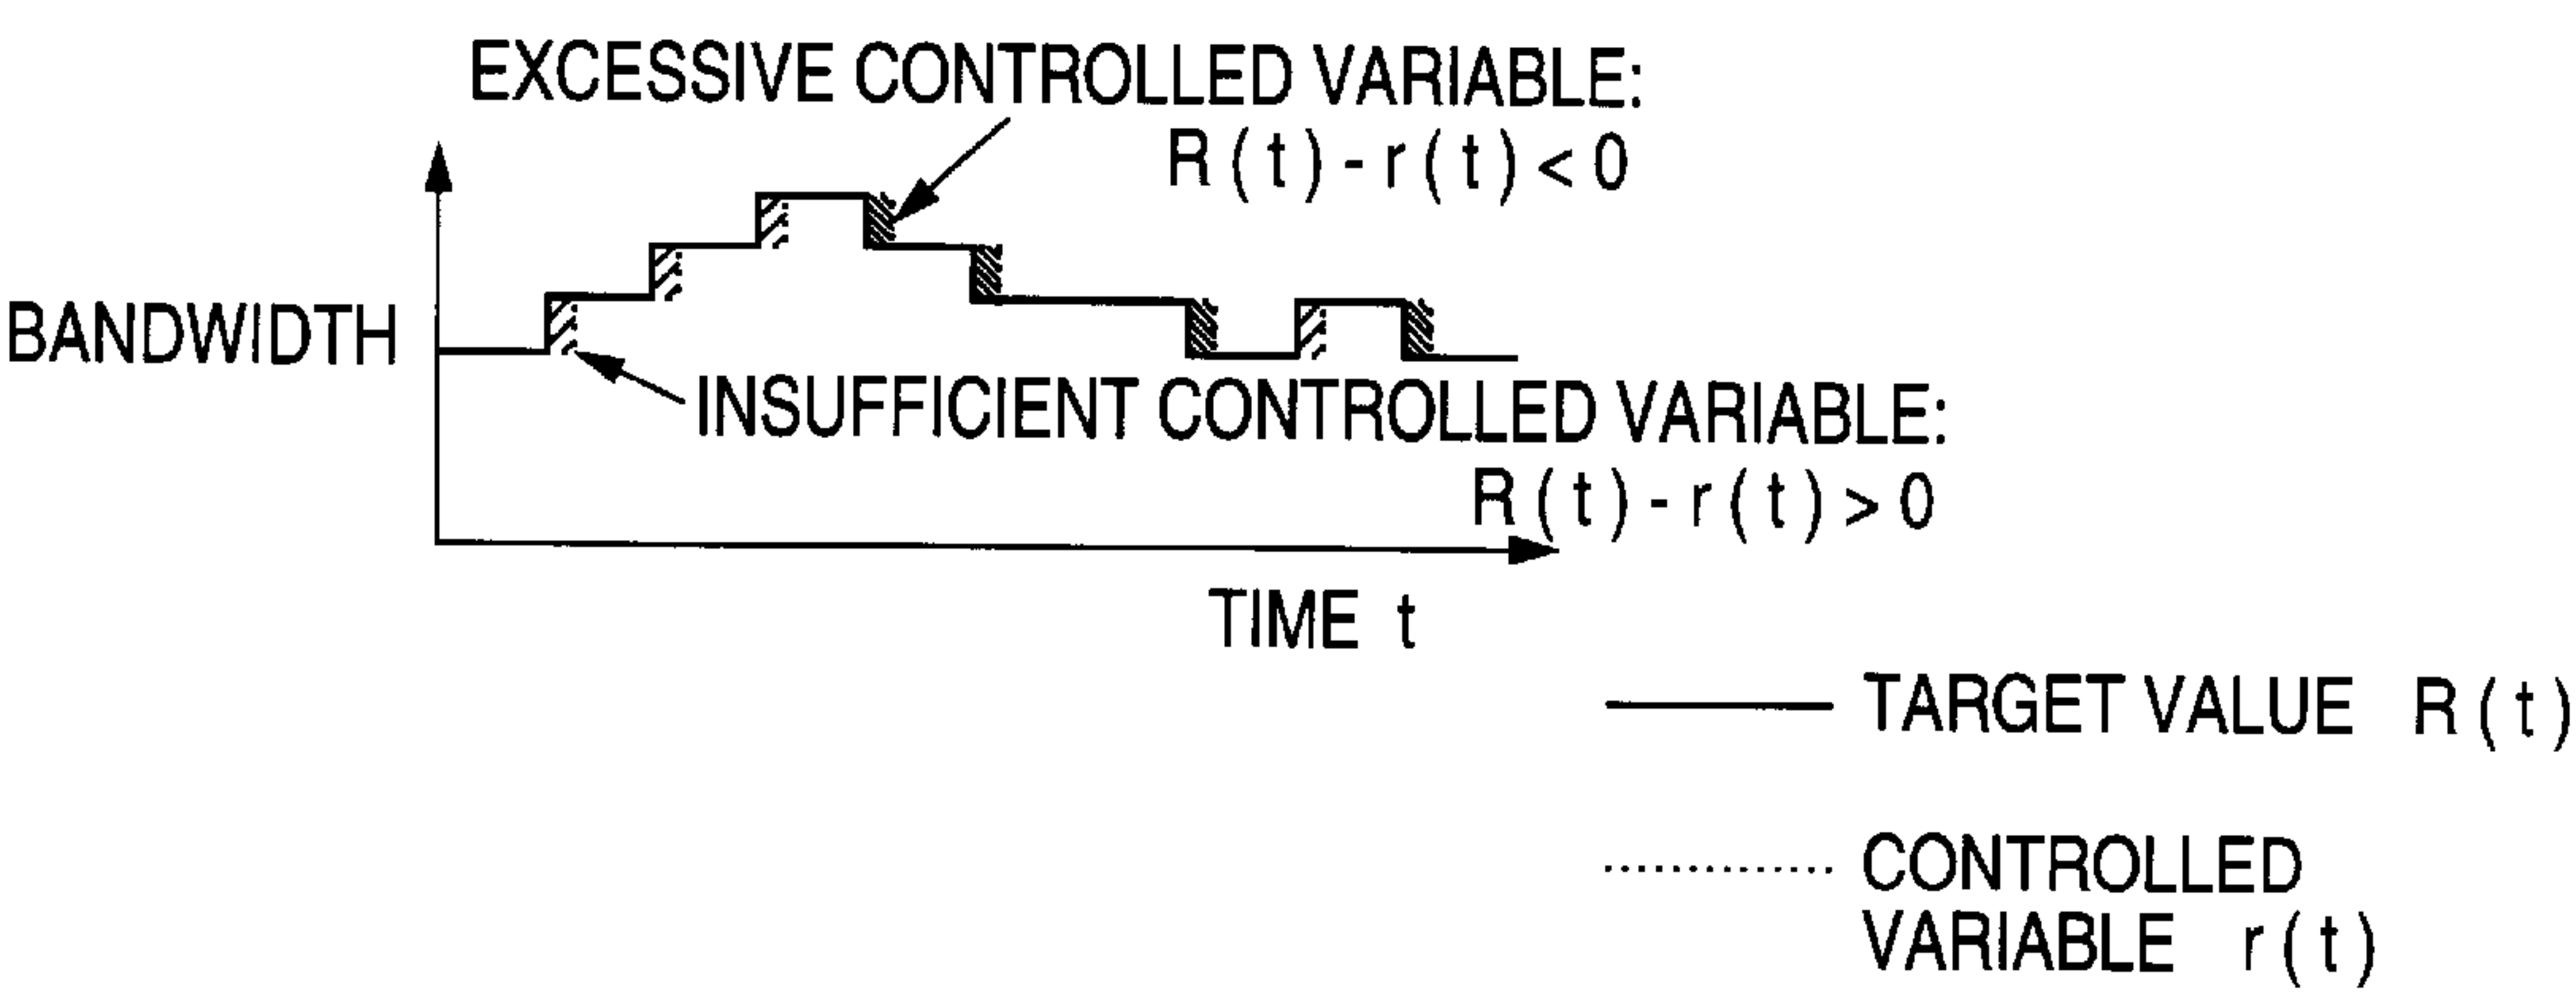 EXCESSIVE CONTROLLED VARIABLE:
R(t)-r(t)<0
BANDWIDTH
INSUFFICIENT CONTROLLED VARIABLE:
R(t)-r(t)>0
TIME t
TARGET VALUE R(t)
CONTROLLED
VARIABLE r(t)